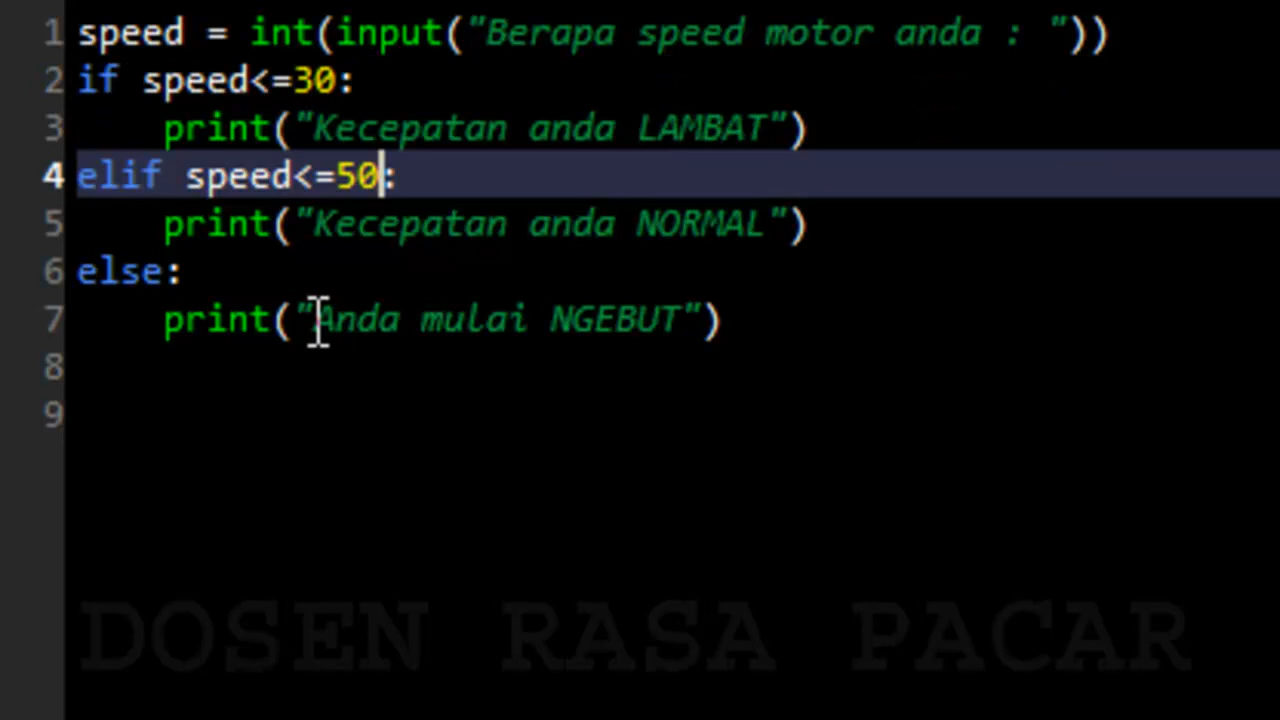 1 speed = int(input("Berapa speed motor anda : "))
2 if speed<=30:
3     print("Kecepatan anda LAMBAT")
4 elif speed<=50:
5     print("Kecepatan anda NORMAL")
6 else:
7     print("Anda mulai NGEBUT")
8
9
DOSEN RASA PACAR